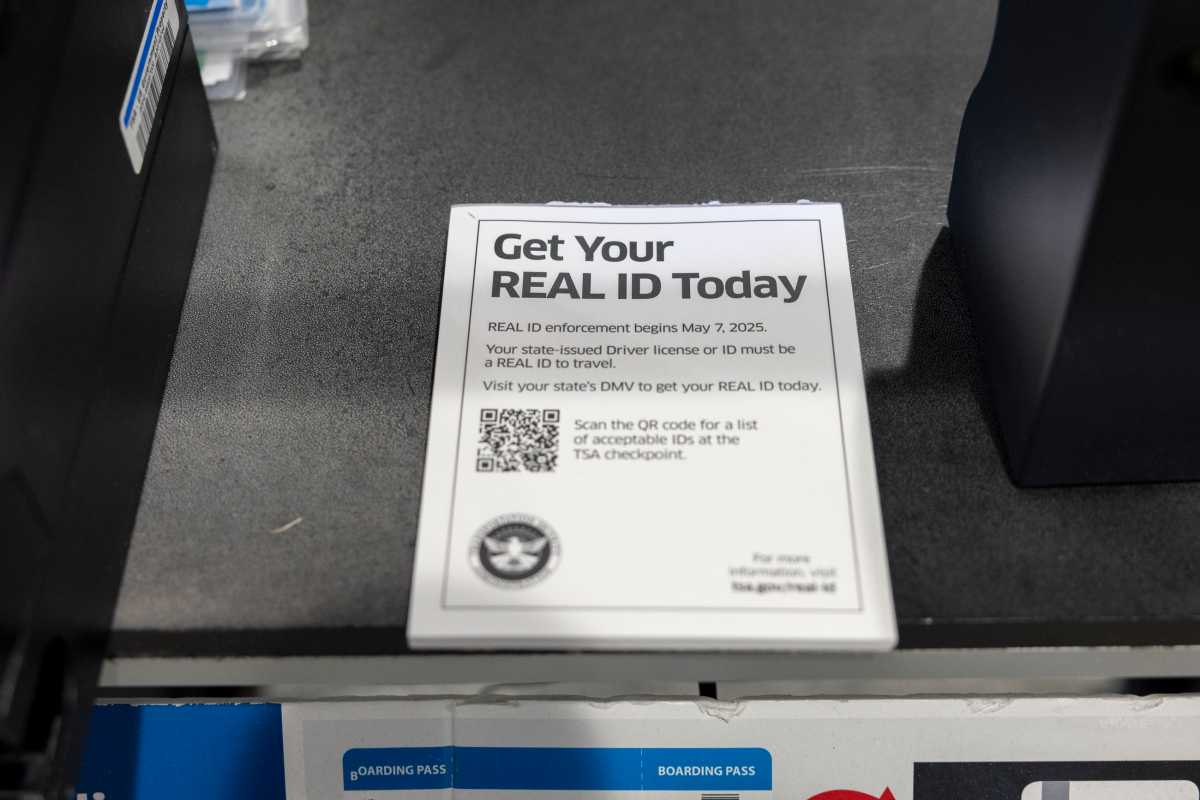 Get Your
REAL ID Today
REAL ID enforcement begins May 7, 2025.
Your state-issued Driver license or ID must be
a REAL ID to travel.
Visit your state's DMV to get your REAL ID today.
Scan the QR code for a list
of acceptable IDs at the
TSA checkpoint.
For more
information, visit
tsa.gov/real-id
BOARDING PASS
BOARDING PASS